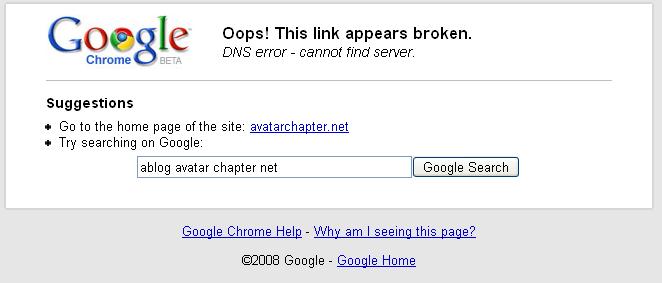 Google
Chrome BETA
Oops! This link appears broken.
DNS error - cannot find server.
Suggestions
Go to the home page of the site: avatarchapter.net
Try searching on Google:
ablog avatar chapter net Google Search
Google Chrome Help - Why am I seeing this page?
©2008 Google - Google Home